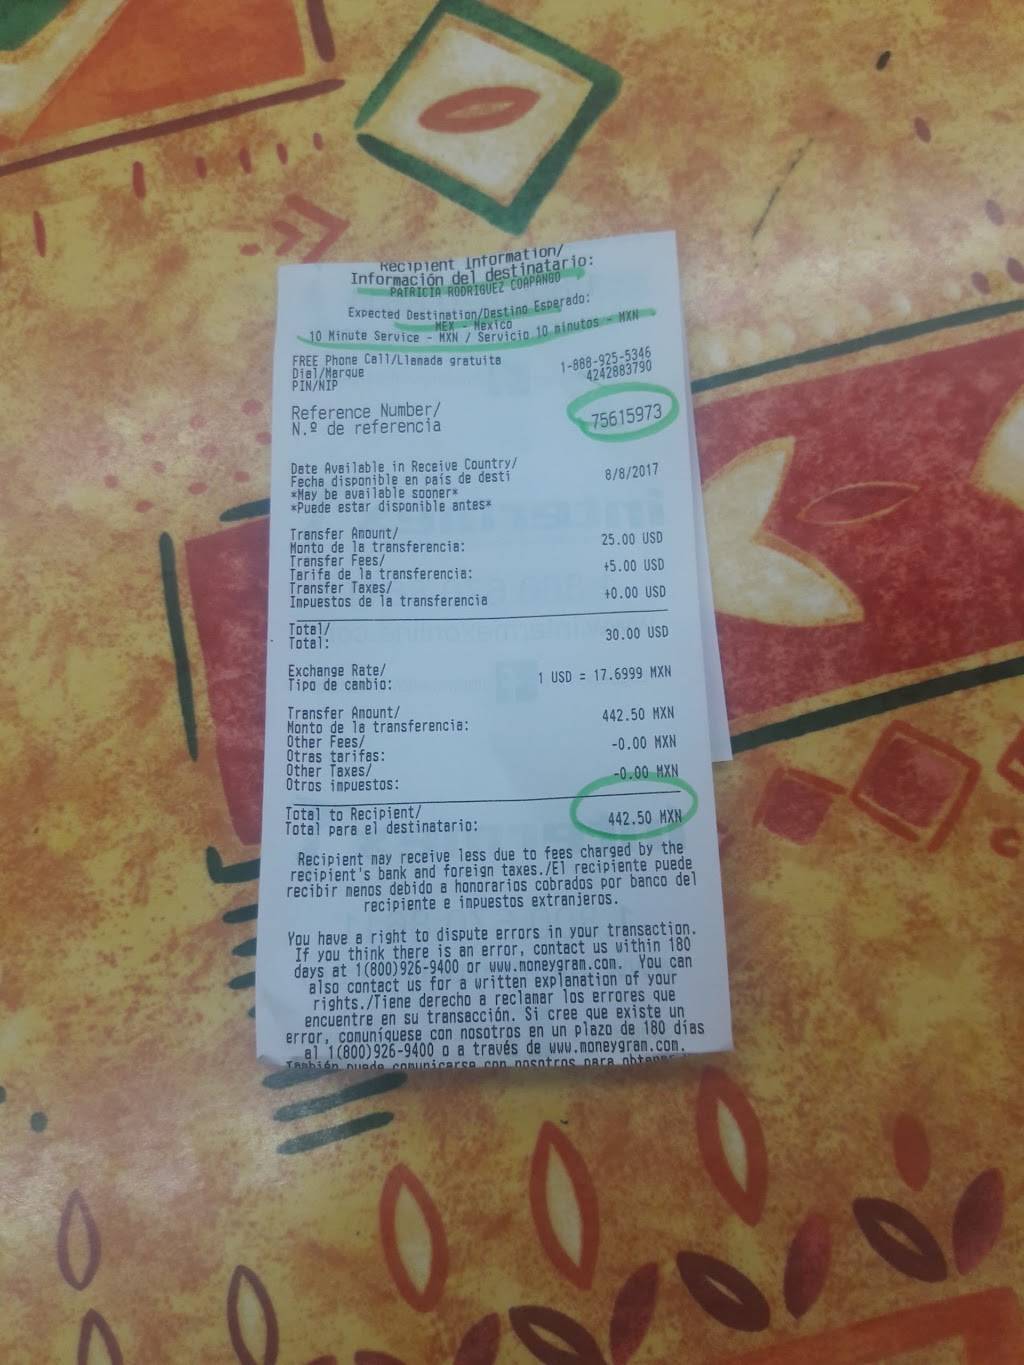 Recipient Information/
Información del destinatario:
PATRICIA RODRIGUEZ COAPANGO
Expected Destination/Destino Esperado:
MEX - Mexico
10 Minute Service - MXN / Servicio 10 minutos - MXN
FREE Phone Call/Llamada gratuita 1-888-925-5346
Dial/Marque 4242883790
PIN/NIP
Reference Number/ 75615973
N.º de referencia
Date Available in Receive Country/ 8/8/2017
Fecha disponible en país de desti
*May be available sooner*
*Puede estar disponible antes*
Transfer Amount/ 25.00 USD
Monto de la transferencia:
Transfer Fees/ +5.00 USD
Tarifa de la transferencia:
Transfer Taxes/ +0.00 USD
Impuestos de la transferencia
Total/ 30.00 USD
Total:
Exchange Rate/ 1 USD = 17.6999 MXN
Tipo de cambio:
Transfer Amount/ 442.50 MXN
Monto de la transferencia:
Other Fees/ -0.00 MXN
Otras tarifas:
Other Taxes/ -0.00 MXN
Otros impuestos:
Total to Recipient/ 442.50 MXN
Total para el destinatario:
Recipient may receive less due to fees charged by the
recipient's bank and foreign taxes./El recipiente puede
recibir menos debido a honorarios cobrados por banco del
recipiente e impuestos extranjeros.
You have a right to dispute errors in your transaction.
If you think there is an error, contact us within 180
days at 1(800)926-9400 or www.moneygram.com. You can
also contact us for a written explanation of your
rights./Tiene derecho a reclamar los errores que
encuentre en su transacción. Si cree que existe un
error, comuníquese con nosotros en un plazo de 180 días
al 1(800)926-9400 o a través de www.moneygram.com.
También puede comunicarse con nosotros para obtener